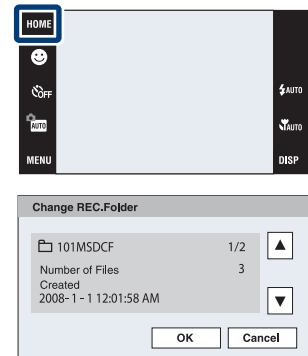 HOME
OFF
AUTO
AUTO
AUTO
MENU
DISP
Change REC.Folder
101MSDCF 1/2
Number of Files 3
Created
2008- 1 - 1 12:01:58 AM
OK Cancel